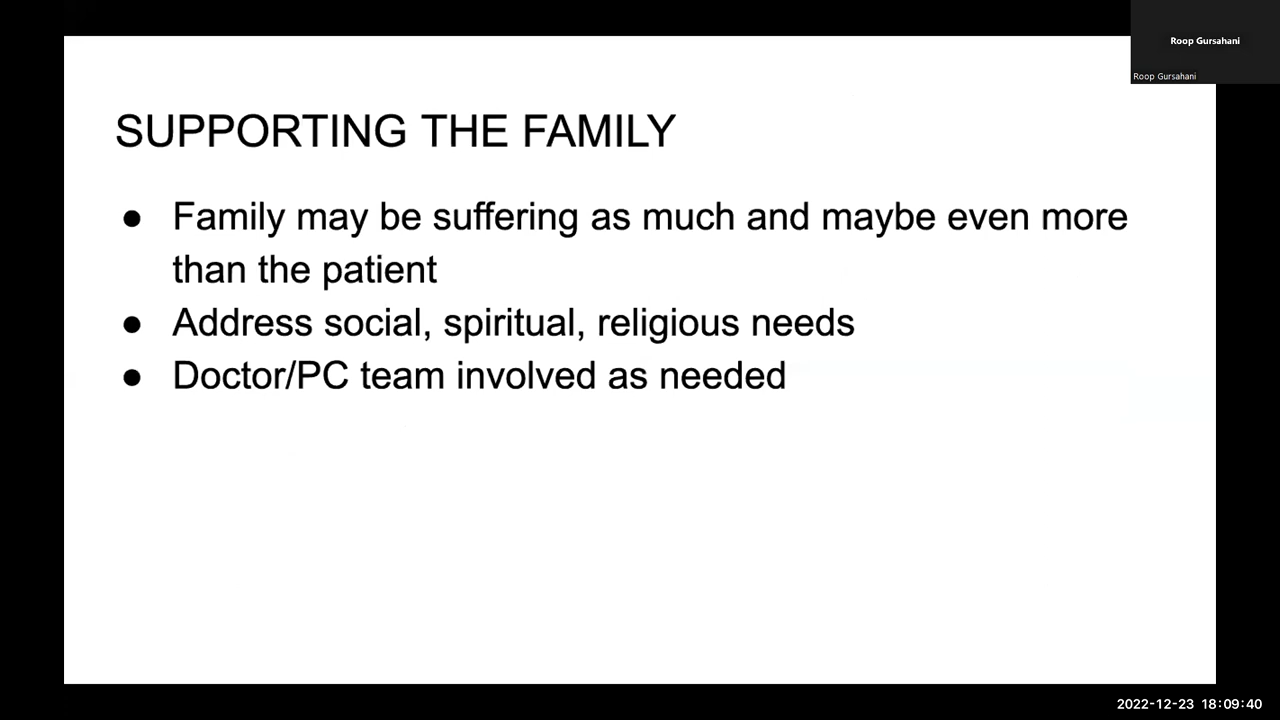 Roop Gursahani
Roop Gursahani
SUPPORTING THE FAMILY
● Family may be suffering as much and maybe even more
than the patient
● Address social, spiritual, religious needs
● Doctor/PC team involved as needed
2022-12-23 18:09:40